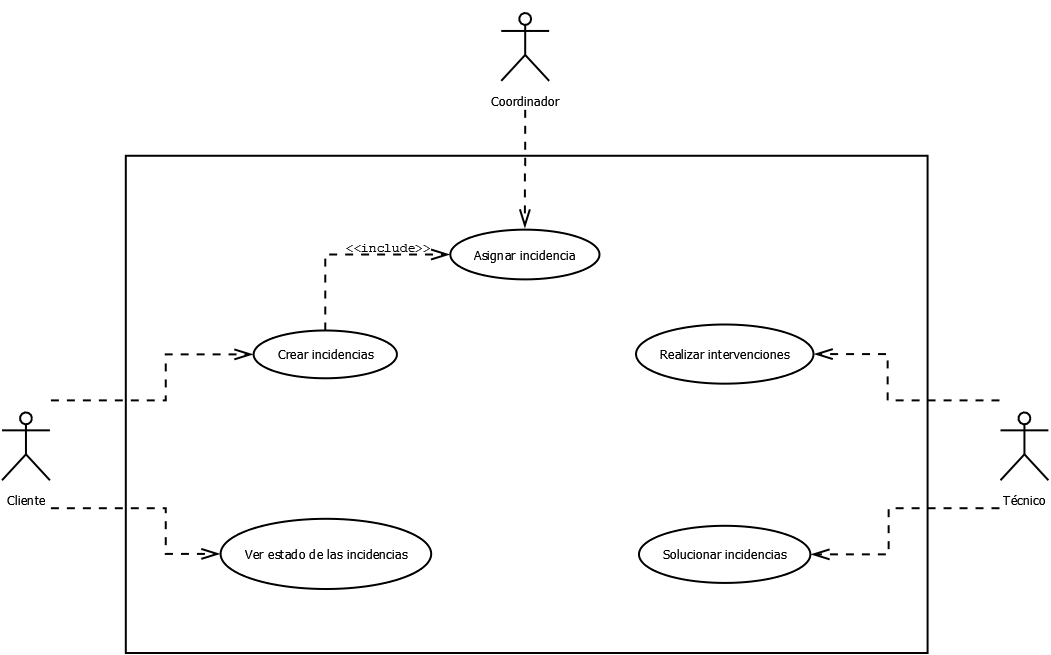 Coordinador
<<include>>
Asignar incidencia
Crear incidencias
Realizar intervenciones
Cliente
Técnico
Ver estado de las incidencias
Solucionar incidencias